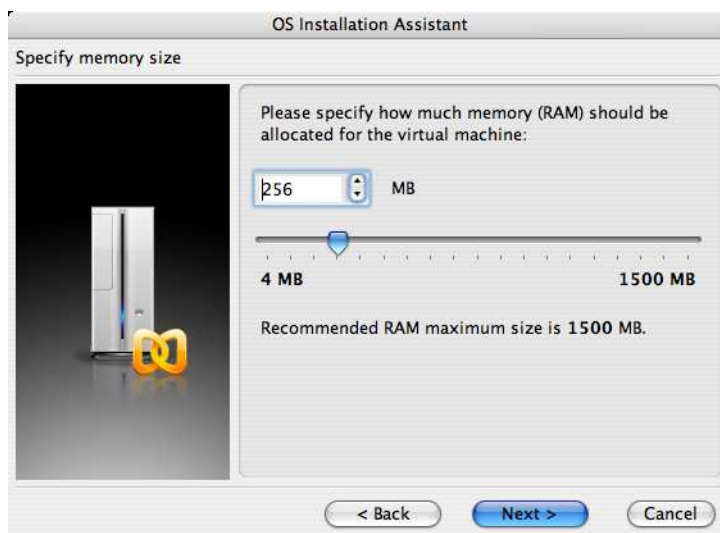 OS Installation Assistant
Specify memory size
Please specify how much memory (RAM) should be
allocated for the virtual machine:
256 MB
4 MB 1500 MB
Recommended RAM maximum size is 1500 MB.
< Back Next > Cancel